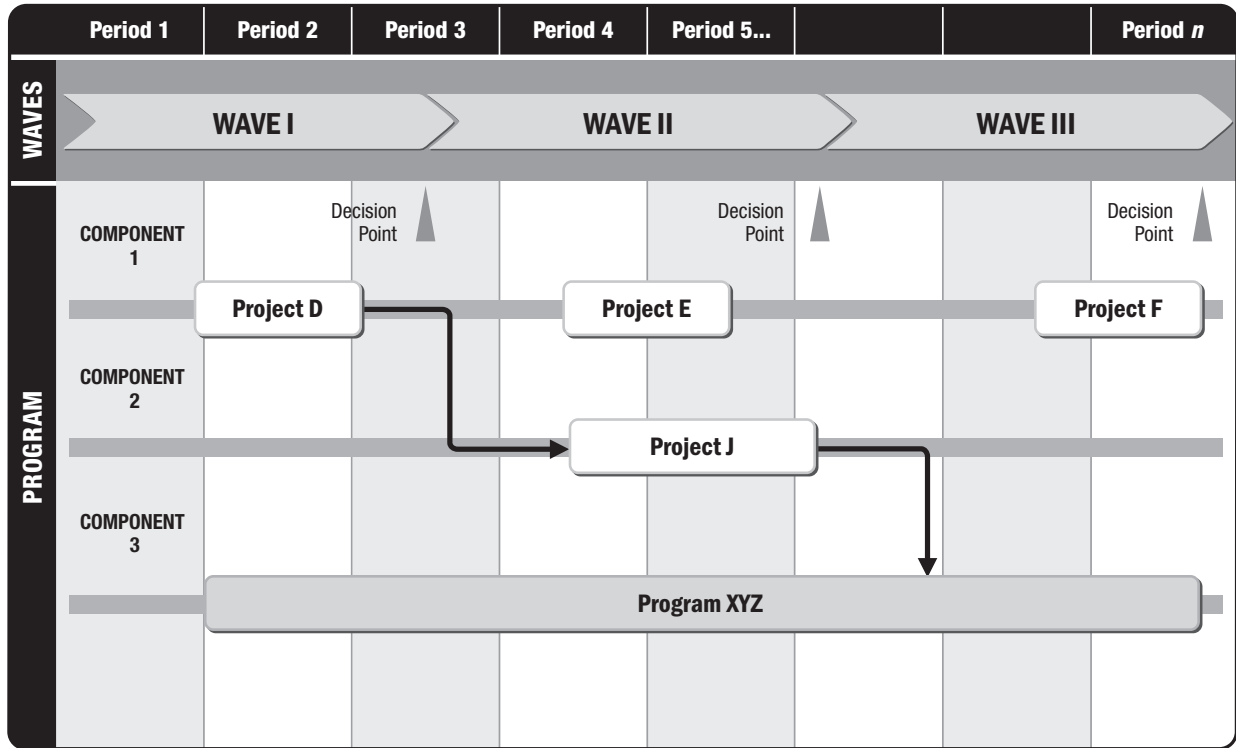 Period 1
Period 2
Period 3
Period 4
Period 5...
Period n
WAVES
WAVE I
WAVE II
WAVE III
PROGRAM
COMPONENT
1
Decision
Point
Decision
Point
Decision
Point
Project D
Project E
Project F
COMPONENT
2
Project J
COMPONENT
3
Program XYZ